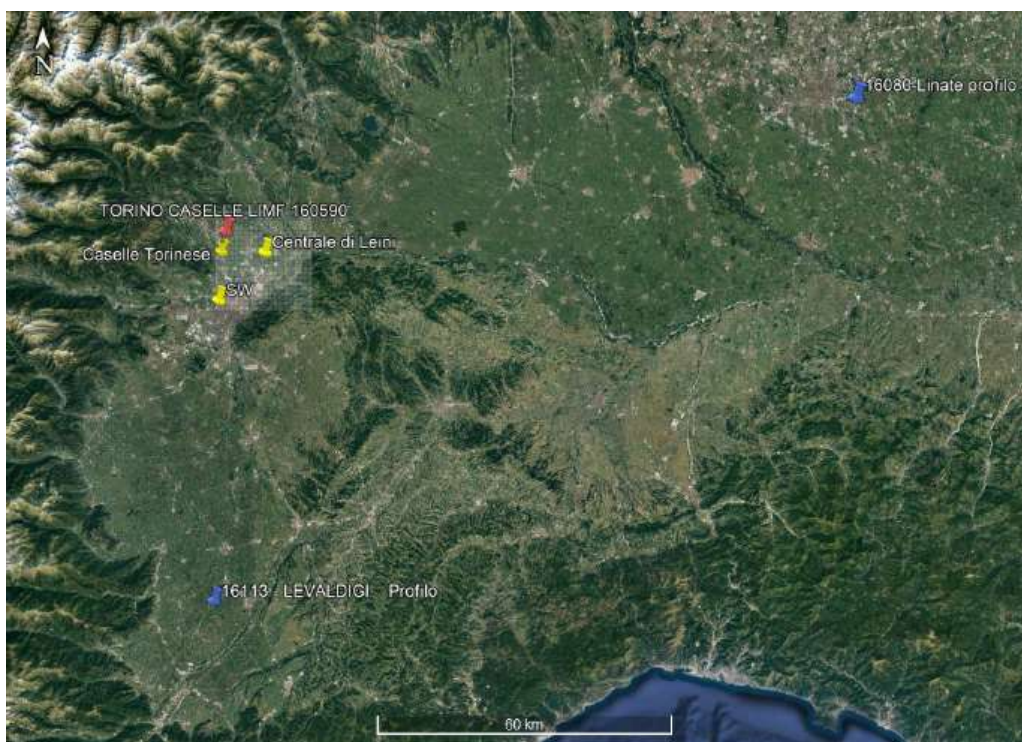 N
16080-Linate profilo
TORINO CASELLE LIMF 160590
Caselle Torinese
Centrale di Leini
SW
16113 - LEVALDIGI Profilo
60 km